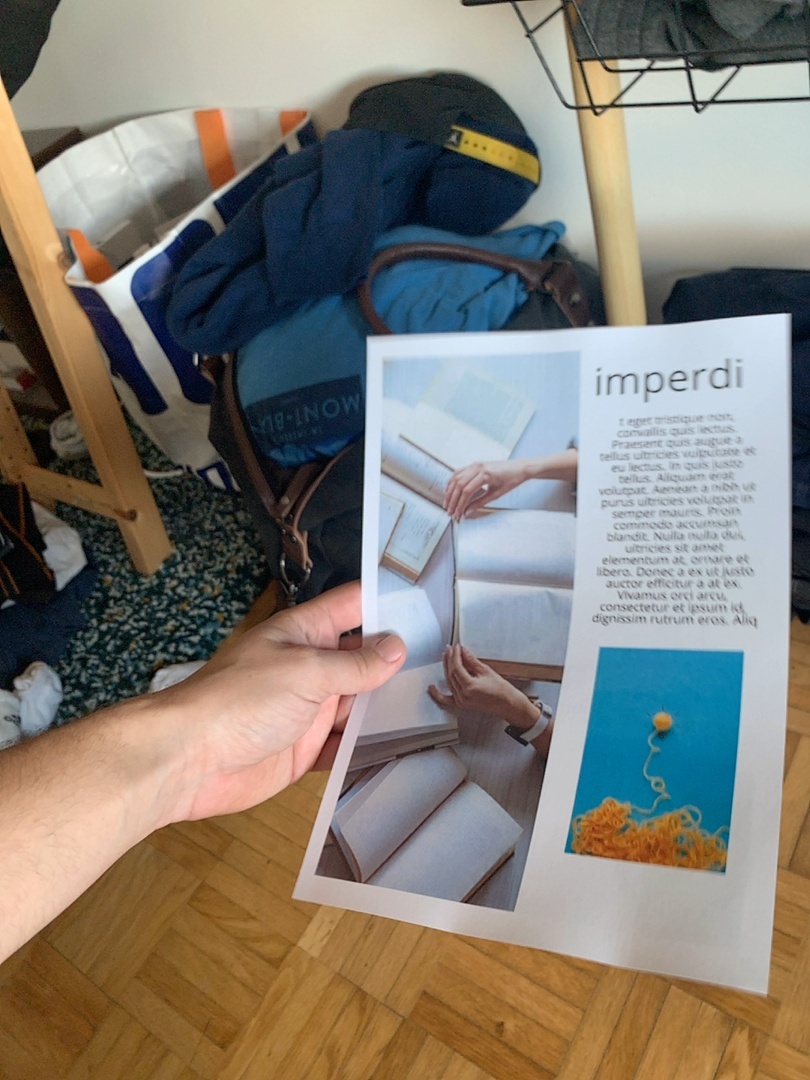 MONT-BL
imperdi
t eget tristique non,
convallis quis lectus.
Praesent quis augue a
tellus ultricies vulputate et
eu lectus. In quis justo
tellus. Aliquam erat
volutpat. Aenean a nibh ut
purus ultricies volutpat in
semper mauris. Proin
commodo accumsan
blandit. Nulla nulla dui,
ultricies sit amet
elementum at, ornare et
libero. Donec a ex ut justo
auctor efficitur a at ex.
Vivamus orci arcu,
consectetur et ipsum id,
dignissim rutrum eros. Aliq